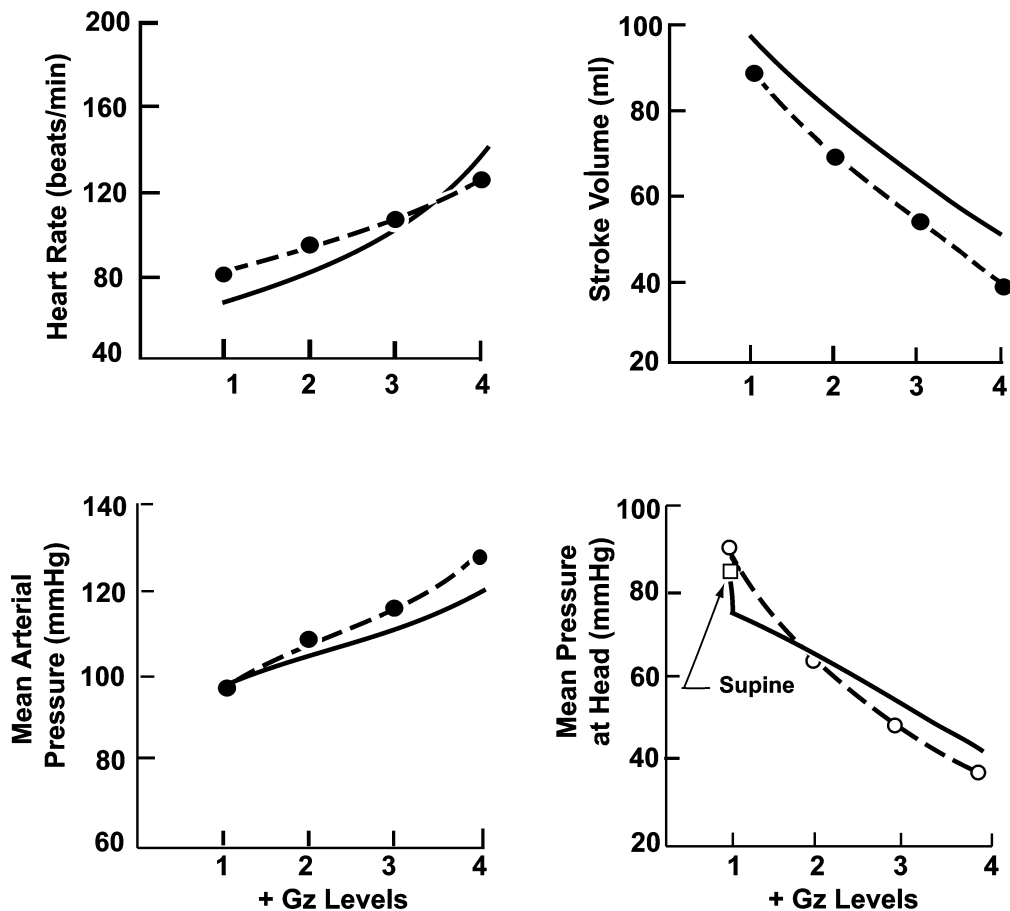 Heart Rate (beats/min)
200
160
120
80
40
1 2 3 4
Stroke Volume (ml)
100
80
60
40
20
1 2 3 4
Mean Arterial
Pressure (mmHg)
140
120
100
80
60
1 2 3 4
+ Gz Levels
Mean Pressure
at Head (mmHg)
100
80
60
40
20
Supine
1 2 3 4
+ Gz Levels